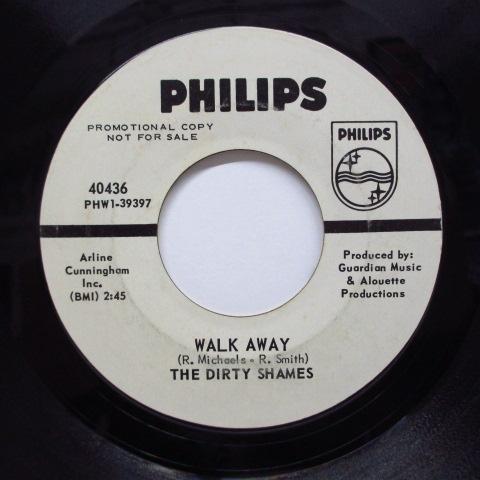 PHILIPS
PROMOTIONAL COPY
NOT FOR SALE
PHILIPS
40436
PHW1-39397
Arline
Cunningham
Inc.
(BMI) 2:45
Produced by:
Guardian Music
& Alouette
Productions
WALK AWAY
(R. Michaels - R. Smith)
THE DIRTY SHAMES